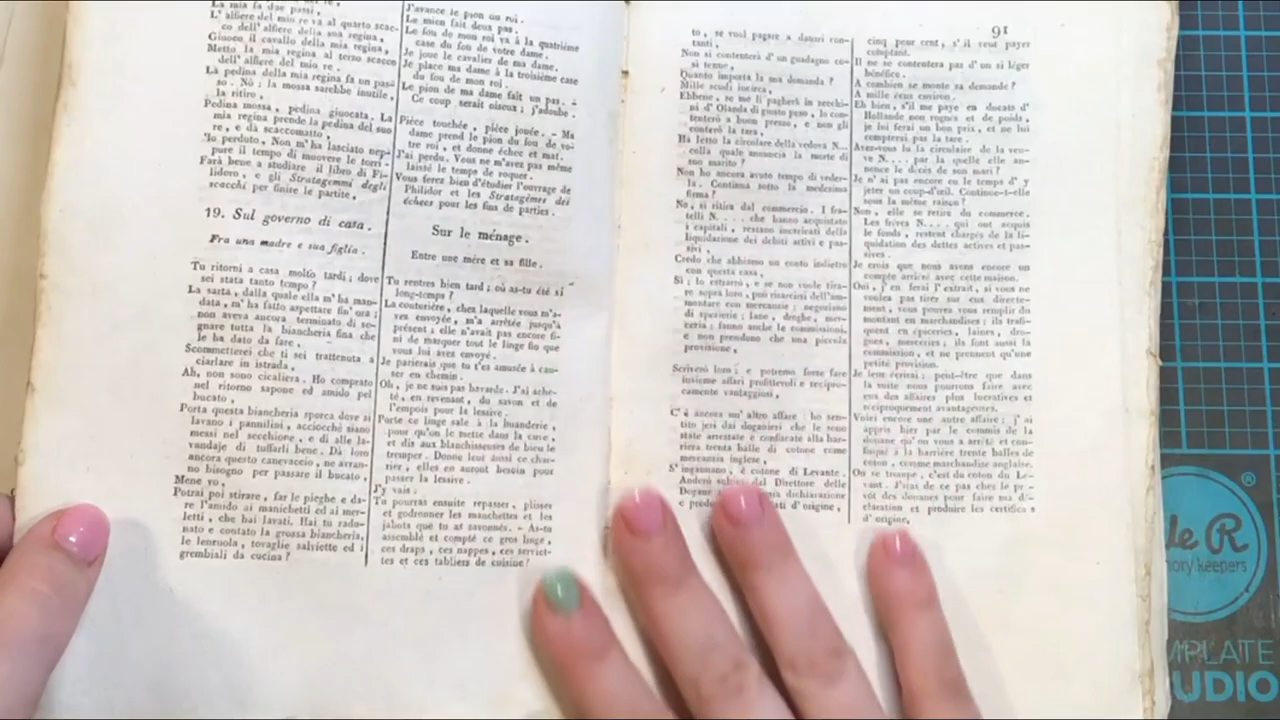 La mia fa due passi,
L' alfiere del mio re va al quarto scac-
co dell' alfiere della sua regina,
Giuoco il cavallo della mia regina,
Metto la mia regina al terzo scacco
dell' alfiere del mio re.
La pedina della mia regina fa un pas-
so. Nò; la mossa sarebbe inutile,
la ritiro,
Pedina mossa, pedina giuocata. La
mia regina prende la pedina del suo
re, e dà scaccomatto,
Ho perduto, Non m'ha lasciato nep-
pure il tempo di muovere le torri.
Farà bene a studiare il libro di Fi-
lidero, e gli Stratagemmi degli
scacchi per finire le partite,
19. Sul governo di casa.
Fra una madre e sua figlia.
Tu ritorni a casa molto tardi; dove
sei stata tanto tempo?
La sarta, dalla quale ella m' ha man-
data, m' ha fatto aspettare fin' ora;
non aveva ancora terminato di se-
gnare tutta la biancheria fina che
le ha dato da fare,
Scommetterei che ti sei trattenuta a
ciarlare in istrada,
Ah, non sono cicaliera. Ho comprato
nel ritorno sapone ed amido pel
bucato,
Porta questa biancheria sporca dove si
lavano i pannilini, acciocchè siano
messi nel secchione, e di alle la-
vandaje di tuffarli bene. Dà loro
ancora questo canevaccio, ne avran-
no bisogno per passare il bucato,
Mene vo,
Potrai poi stirare, far le pieghe e da-
re l'amido ai manichetti ed ai mer-
letti, che hai lavati. Hai tu radu-
nato e contato la grossa biancheria,
le lenzuola, tovaglie salviette ed i
grembiali da cucina?
J'avance le pion du roi.
Le mien fait deux pas.
Le fou de mon roi va à la quatrième
case du fou de votre dame.
Je joue le cavalier de ma dame.
Je place ma dame à la troisième case
du fou de mon roi.
Le pion de ma dame fait un pas.
Ce coup serait oiseux; j'adoube.
Pièce touchée, pièce jouée. - Ma
dame prend le pion du fou de vo-
tre roi, et donne échec et mat.
J'ai perdu. Vous ne m'avez pas même
laissé le temps de roquer.
Vous ferez bien d'étudier l'ouvrage de
Philidor et les Stratagèmes des
échecs pour les fins de parties.
Sur le ménage.
Entre une mère et sa fille.
Tu rentres bien tard; où as-tu été si
long-temps?
La couturière, chez laquelle vous m'a-
vez envoyée, m'a arrêtée jusqu'à
présent; elle n'avait pas encore fi-
ni de marquer tout le linge fin que
vous lui avez envoyé.
Je parierais que tu t'es amusée à cau-
ser en chemin.
Oh, je ne suis pas bavarde. J'ai ache-
té, en revenant, du savon et de
l'empois pour la lessive.
Porte ce linge sale à la buanderie,
pour qu'on le mette dans la cuve,
et dis aux blanchisseuses de bien le
tremper. Donne leur aussi ce char-
rier, elles en auront besoin pour
passer la lessive.
J'y vais.
Tu pourras ensuite repasser, plisser
et godronner les manchettes et les
jabots que tu as savonnés. - As-tu
assemblé et compté ce gros linge,
ces draps, ces nappes, ces serviet-
tes et ces tabliers de cuisine?
91
to, se vuol pagare a danari con-
tanti,
Non si contenterà d' un guadagno co-
sì tenue,
Quanto importa la sua demanda?
Mille scudi incirca,
Ebbene, se me li pagherà in zecchi-
ni d' Olanda di giusto peso, lo con-
tenterò a buon prezzo, e non gli
conterò la tara,
Ha letto la circolare della vedova N...
colla quale anuncià la morte di
suo marito?
Non ho ancora avuto tempo di veder-
la. Continua sotto la medesima
firma?
No, si ritira dal commercio. I fra-
telli N.... che hanno acquistato
i capitali, restano incaricati della
liquidazione dei debiti attivi e pas-
sivi,
Credo che abbiamo un conto indietro
con questa casa,
Sì; lo estrarrò, e se non vuole tira-
re sopra loro, può risarcirsi dell'am-
montare con mercanzie; negoziano
di spezierie; lane, droghe, mer-
ceria; fanno anche le commissioni,
e non prendono che una piccola
provisione,
Scriverò loro; e potremo forse fare
insieme affari profittevoli e recipro-
camente vantaggiosi,
C' è ancora un' altro affare; ho sen-
tito jeri dai doganieri che le sono
state arrestate e confiscate alla bar-
riera trenta balle di cotone come
mercanzia inglese,
S' ingannano, è cotone di Levante.
Anderò del Direttore delle
Dogane dichiarazione
e d' origine,
cinq pour cent, s'il veut payer
comptant.
Il ne se contentera pas d' un si léger
bénéfice.
A combien se monte sa demande?
A mille écus environ.
Eh bien, s'il me paye en ducats d'
Hollande non rognés et de poids,
je lui ferai un bon prix, et ne lui
compterai pas la tare.
Avez-vous lu la circulaire de la veu-
ve N.... par la quelle elle an-
nonce le décès de son mari?
Je n' ai pas encore eu le temps d' y
jeter un coup-d'œil. Continue-t-elle
sous la même raison?
Non, elle se retire du commerce.
Les frères N.... qui ont acquis
le fonds, restent chargés de la li-
quidation des dettes actives et pas-
sives.
Je crois que nous avons encore un
compte arriéré avec cette maison.
Oui, j'en ferai l'extrait, si vous ne
voulez pas tirer sur eux directe-
ment, vous pouvez vous remplir du
montant en marchandises; ils trafi-
quent en épiceries, laines, dro-
gues, merceries; ils font aussi la
commission, et ne prennent qu'une
petite provision.
Je leur écrirai; peut-être que dans
la suite nous pourrons faire avec
eux des affaires plus lucratives et
réciproquement avantageuses.
Voici encore une autre affaire; j'ai
appris hier par le commis de la
douane qu'on vous a arrêté et con-
fisqué à la barrière trente balles de
coton, comme marchandise anglaise.
On se trompe, c'est du coton du Le-
vant. J'irai de ce pas chez le pr-
vôt des douanes pour faire ma dé-
claration et produire les certificats
d' origine,
de R
®
memory keepers
TEMPLATE
STUDIO